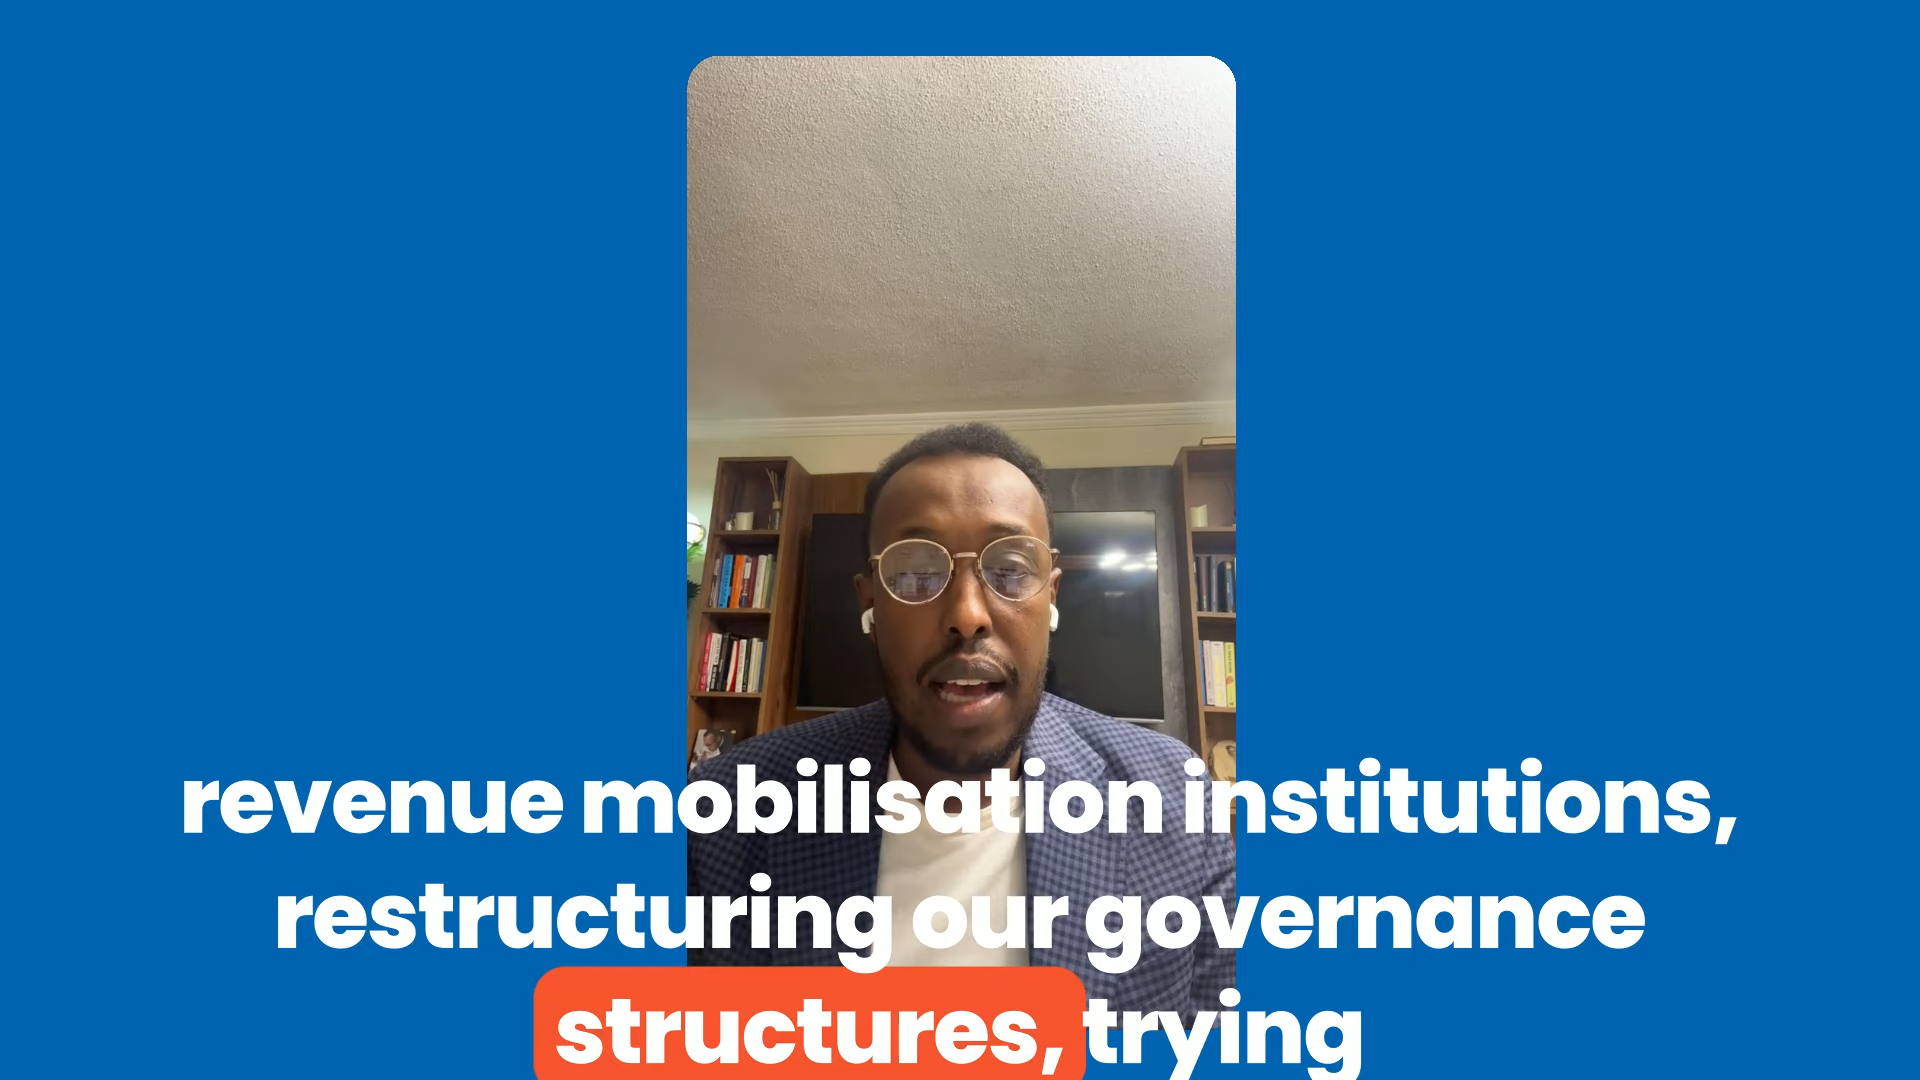 revenue mobilisation institutions,
restructuring our governance
structures, trying